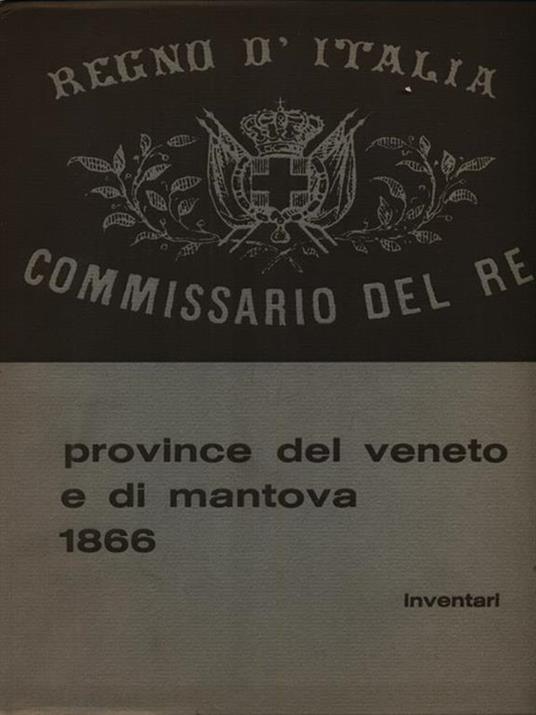 REGNO D' ITALIA
COMMISSARIO DEL RE
province del veneto
e di mantova
1866
inventari